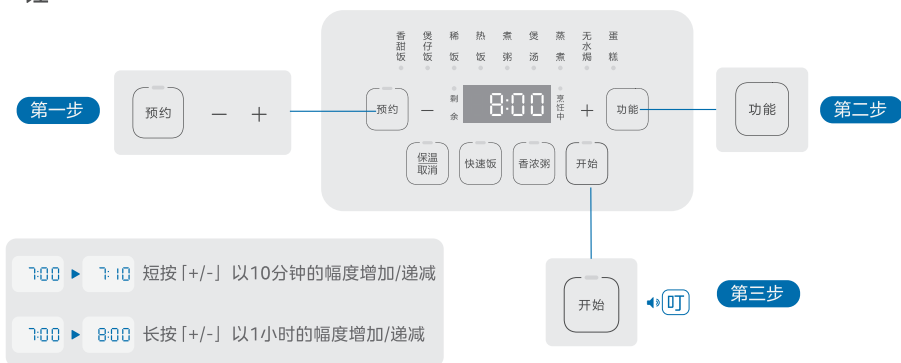 香甜饭 煲仔饭 稀饭 热饭 煮粥 煲汤 蒸煮 无水焗 蛋糕
第一步 预约 － ＋ 预约 － 剩余 8:00 烹饪中 ＋ 功能 功能 第二步
保温取消 快速饭 香浓粥 开始
7:00 ▶ 7:10 短按「+/-」以10分钟的幅度增加/递减
7:00 ▶ 8:00 长按「+/-」以1小时的幅度增加/递减
开始 叮 第三步